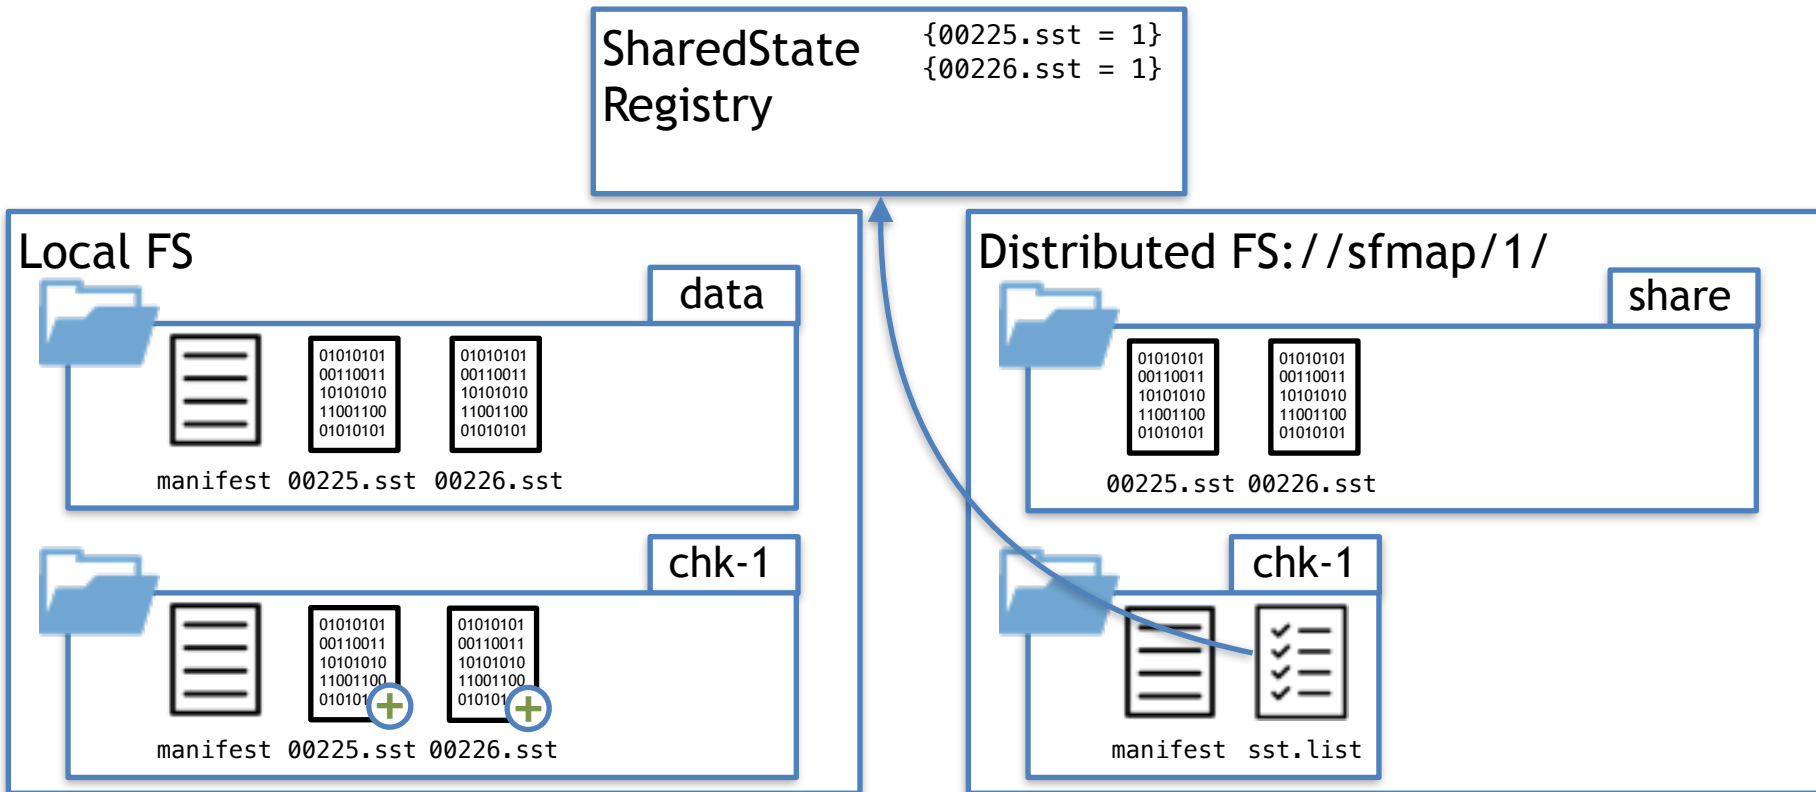 SharedState
Registry
{00225.sst = 1}
{00226.sst = 1}
Local FS
data
01010101
00110011
10101010
11001100
01010101
01010101
00110011
10101010
11001100
01010101
manifest 00225.sst 00226.sst
chk-1
01010101
00110011
10101010
11001100
010101
01010101
00110011
10101010
11001100
010101
manifest 00225.sst 00226.sst
Distributed FS://sfmap/1/
share
01010101
00110011
10101010
11001100
01010101
01010101
00110011
10101010
11001100
01010101
00225.sst 00226.sst
chk-1
manifest sst.list